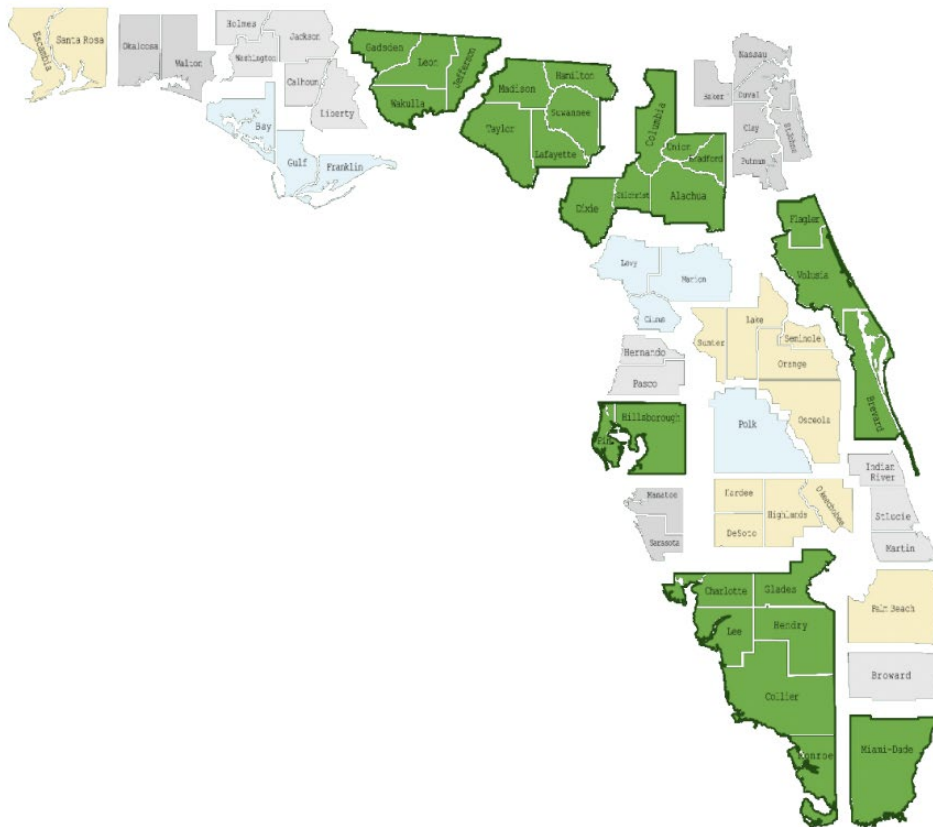 Escambia
Santa Rosa
Okaloosa
Walton
Holmes
Washington
Jackson
Calhoun
Liberty
Bay
Gulf
Franklin
Gadsden
Leon
Jefferson
Wakulla
Madison
Hamilton
Taylor
Suwannee
Lafayette
Columbia
Union
Bradford
Dixie
Gilchrist
Alachua
Nassau
Baker
Duval
Clay
St Johns
Putnam
Flagler
Volusia
Brevard
Levy
Marion
Citrus
Sumter
Lake
Seminole
Orange
Osceola
Hernando
Pasco
Pin
Hillsborough
Polk
Manatee
Sarasota
Hardee
DeSoto
Highlands
Okeechobee
Indian
River
StLucie
Martin
Charlotte
Glades
Lee
Hendry
Collier
Monroe
Palm Beach
Broward
Miami-Dade